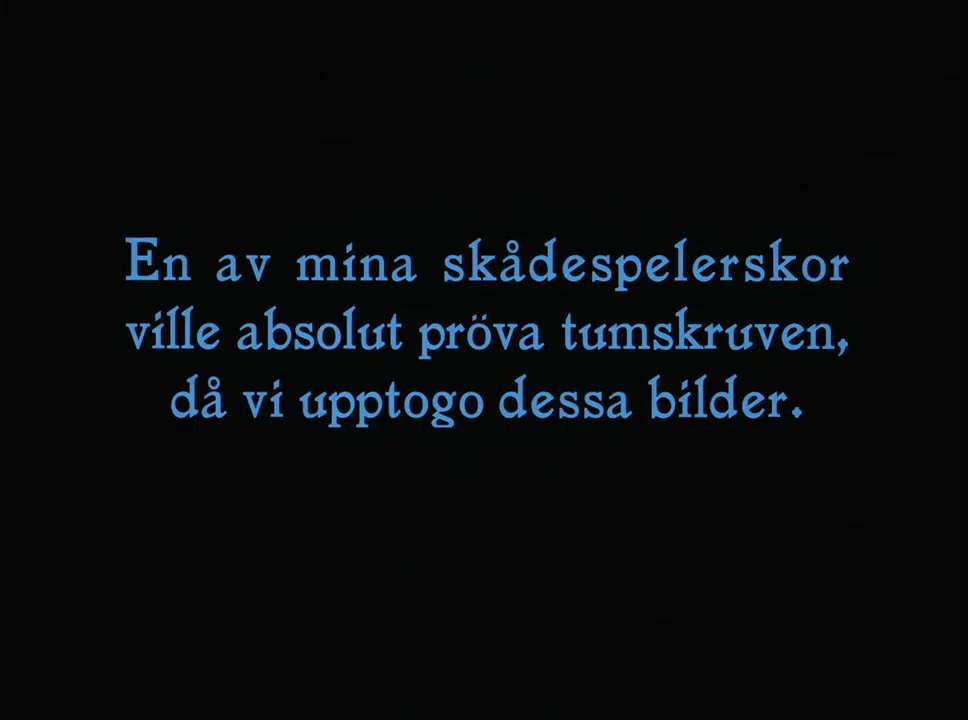 En av mina skådespelerskor
ville absolut pröva tumskruven,
då vi upptogo dessa bilder.